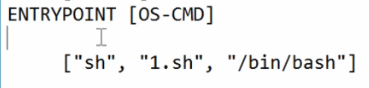 ENTRYPOINT [OS-CMD]
["sh", "1.sh", "/bin/bash"]